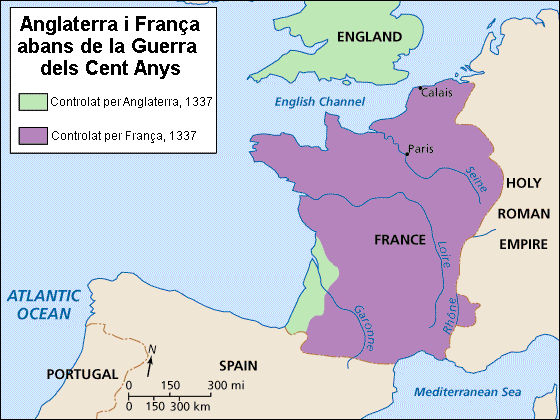 Anglaterra i França
abans de la Guerra
dels Cent Anys
Controlat per Anglaterra, 1337
Controlat per França, 1337
ENGLAND
English Channel
Calais
Paris
Seine
HOLY
ROMAN
EMPIRE
FRANCE
Loire
Rhône
Garonne
ATLANTIC
OCEAN
PORTUGAL
SPAIN
N
0 150 300 mi
0 150 300 km
Mediterranean Sea